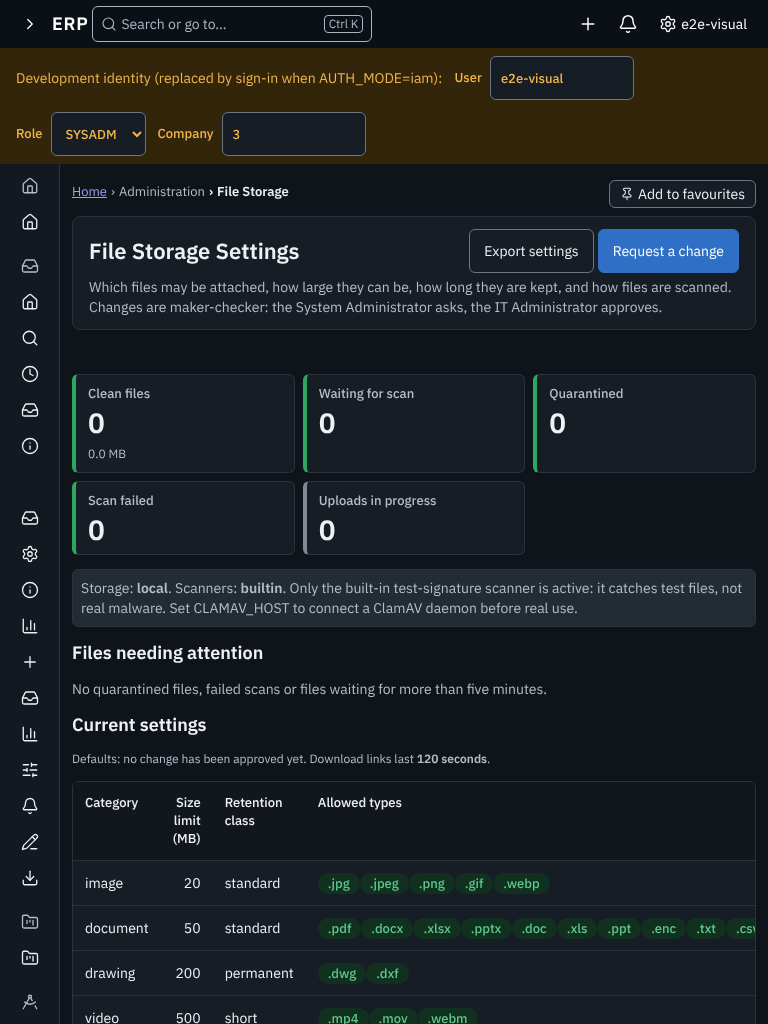 ERP Search or go to... Ctrl K e2e-visual
Development identity (replaced by sign-in when AUTH_MODE=iam): User e2e-visual
Role SYSADM Company 3
Home › Administration › File Storage Add to favourites
File Storage Settings Export settings Request a change
Which files may be attached, how large they can be, how long they are kept, and how files are scanned.
Changes are maker-checker: the System Administrator asks, the IT Administrator approves.
Clean files Waiting for scan Quarantined
0 0 0
0.0 MB
Scan failed Uploads in progress
0 0
Storage: local. Scanners: builtin. Only the built-in test-signature scanner is active: it catches test files, not
real malware. Set CLAMAV_HOST to connect a ClamAV daemon before real use.
Files needing attention
No quarantined files, failed scans or files waiting for more than five minutes.
Current settings
Defaults: no change has been approved yet. Download links last 120 seconds.
Category Size Retention Allowed types
limit class
(MB)
image 20 standard .jpg .jpeg .png .gif .webp
document 50 standard .pdf .docx .xlsx .pptx .doc .xls .ppt .enc .txt .csv
drawing 200 permanent .dwg .dxf
video 500 short .mp4 .mov .webm